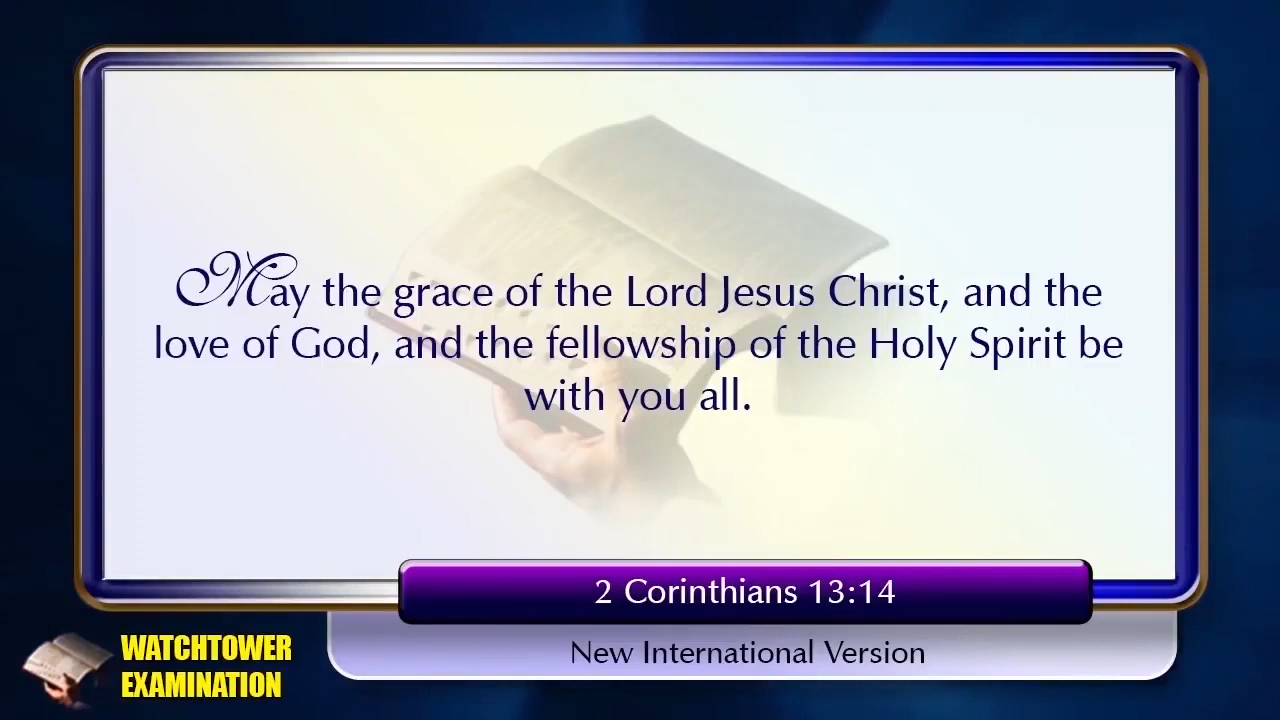 May the grace of the Lord Jesus Christ, and the
love of God, and the fellowship of the Holy Spirit be
with you all.
2 Corinthians 13:14
New International Version
WATCHTOWER
EXAMINATION